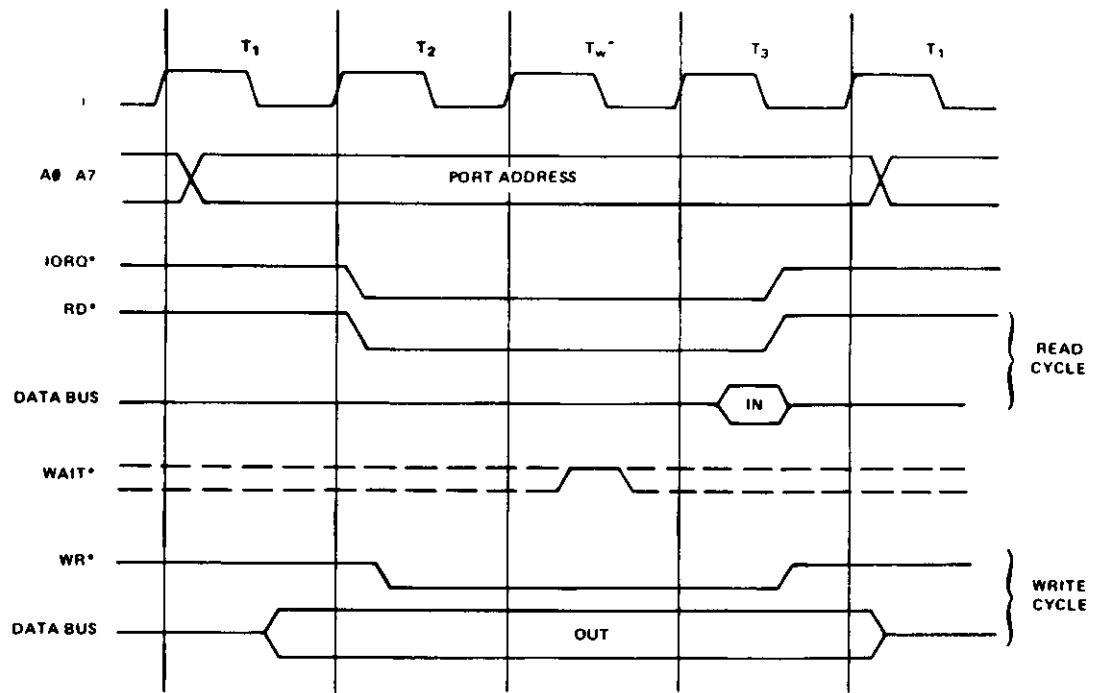 T1 T2 Tw* T3 T1
A0 A7
PORT ADDRESS
IORQ*
RD*
READ
CYCLE
DATA BUS
IN
WAIT*
WR*
WRITE
CYCLE
DATA BUS
OUT